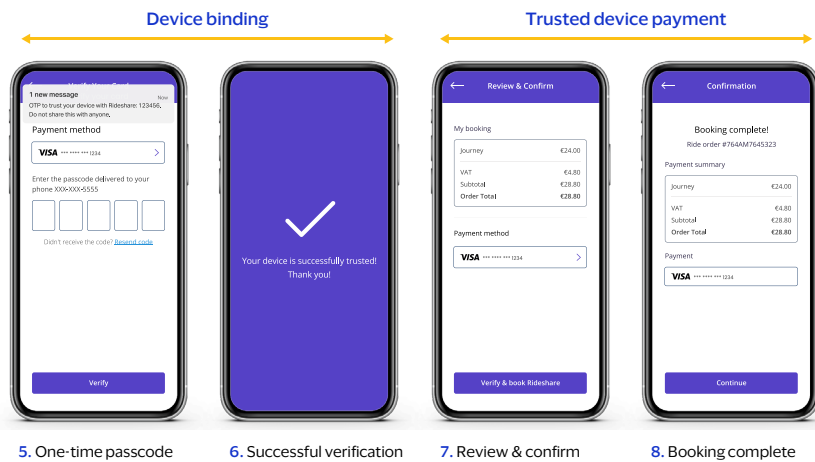 Device binding
Trusted device payment
1 new message
Now
OTP to trust your device with Rideshare: 123456.
Do not share this with anyone.
Payment method
VISA **** **** *** 1234
Enter the passcode delivered to your
phone XXX-XXX-5555
Didn't receive the code? Resend code
Verify
Your device is successfully trusted!
Thank you!
Review & Confirm
My booking
Journey €24.00
VAT €4.80
Subtotal €28.80
Order Total €28.80
Payment method
VISA **** **** *** 1234
Verify & book Rideshare
Confirmation
Booking complete!
Ride order #764AM7645323
Payment summary
Journey €24.00
VAT €4.80
Subtotal €28.80
Order Total €28.80
Payment
VISA **** **** *** 1234
Continue
5. One-time passcode
6. Successful verification
7. Review & confirm
8. Booking complete